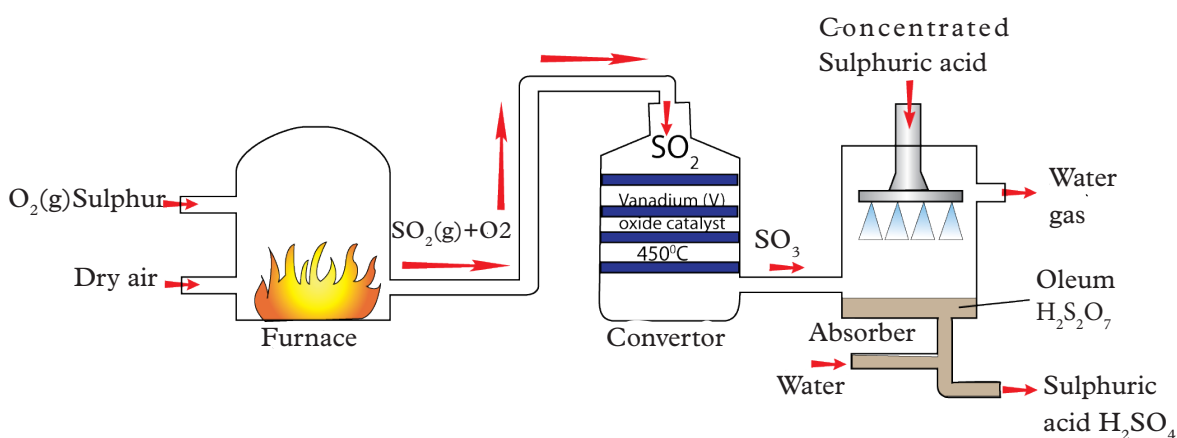 Concentrated
Sulphuric acid
O₂(g)Sulphur
Dry air
Furnace
SO₂(g)+O2
SO₂
Vanadium (V)
oxide catalyst
450⁰C
Convertor
SO₃
Water
gas
Oleum
H₂S₂O₇
Absorber
Water
Sulphuric
acid H₂SO₄